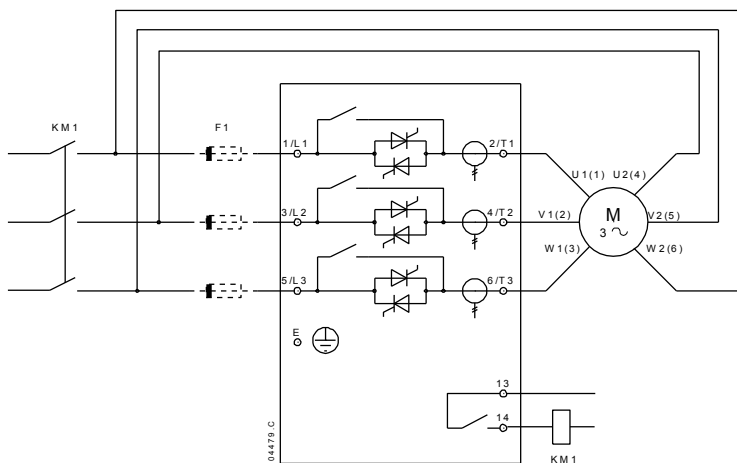 KM1
F1
1/L1
2/T1
U1(1)
U2(4)
3/L2
4/T2
V1(2)
M
3
V2(5)
W1(3)
W2(6)
5/L3
6/T3
E
13
14
KM1
04479.C